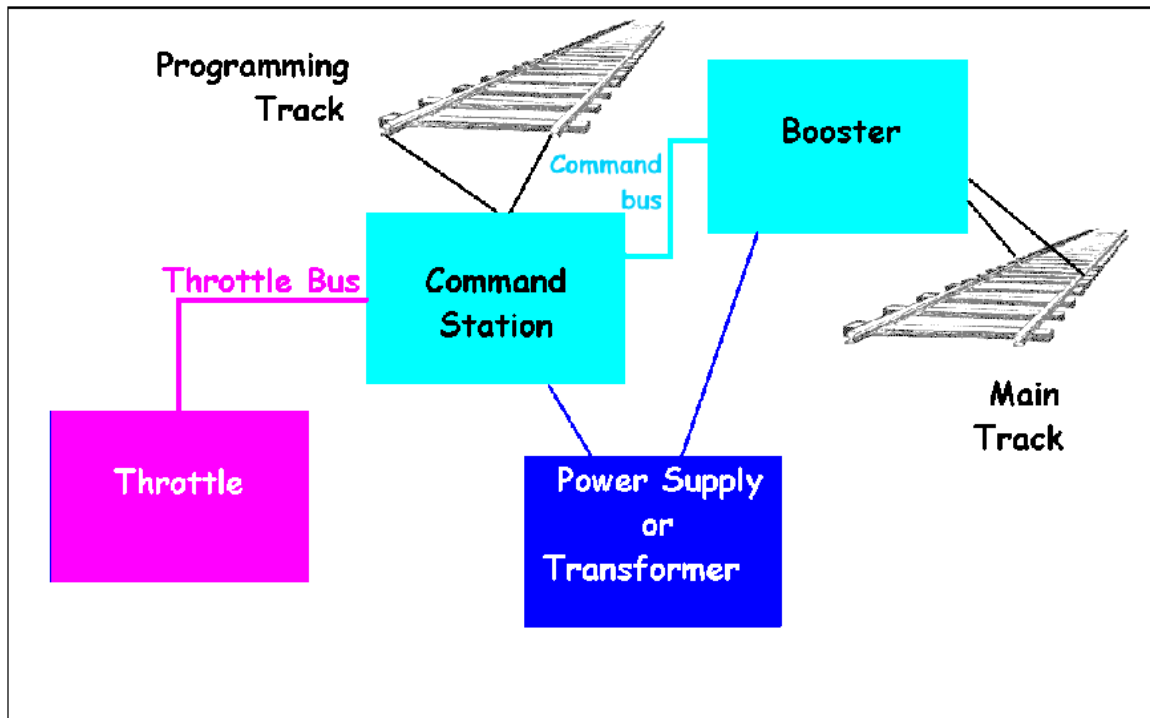 Programming
Track
Booster
Command
bus
Throttle Bus
Command
Station
Main
Track
Throttle
Power Supply
or
Transformer